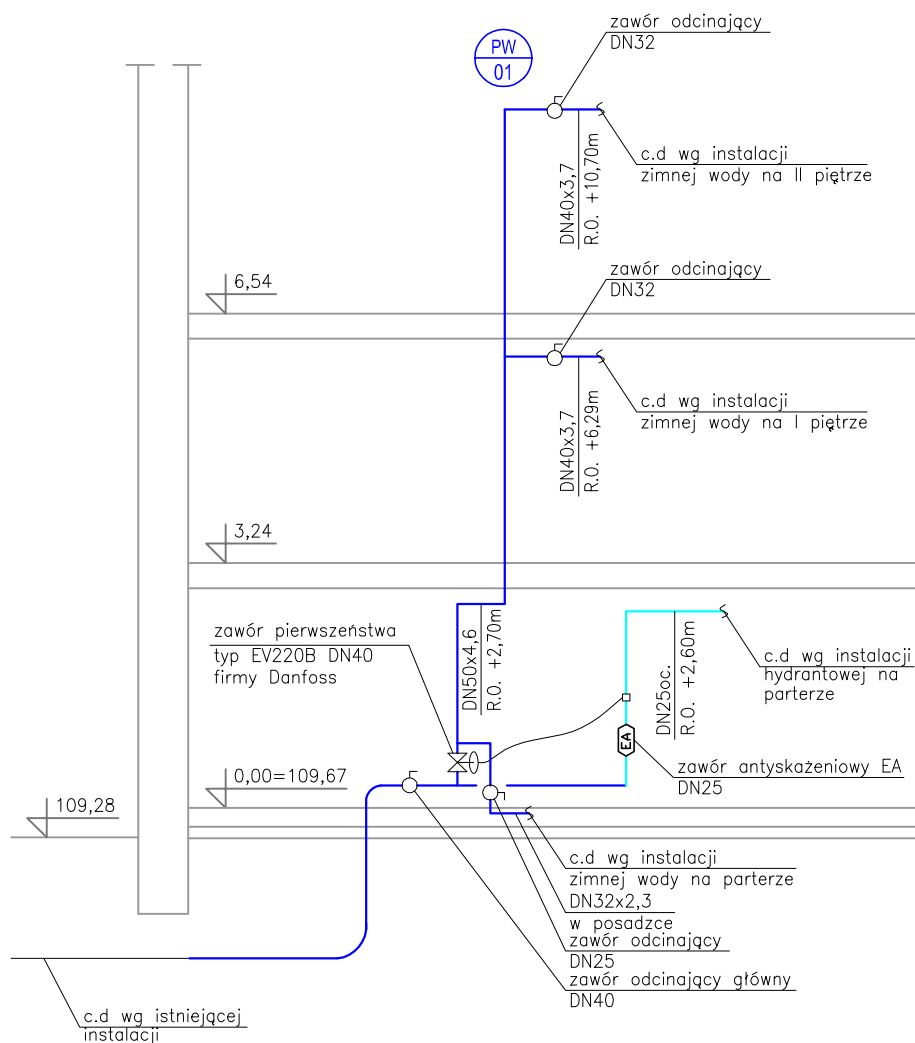 zawór odcinający
DN32
PW
01
c.d wg instalacji
zimnej wody na II piętrze
DN40x3,7
R.O. +10,70m
6,54
zawór odcinający
DN32
c.d wg instalacji
zimnej wody na I piętrze
DN40x3,7
R.O. +6,29m
3,24
zawór pierwszeństwa
typ EV220B DN40
firmy Danfoss
DN50x4,6
R.O. +2,70m
DN25oc.
R.O. +2,60m
c.d wg instalacji
hydrantowej na
parterze
EA
zawór antyskażeniowy EA
DN25
0,00=109,67
109,28
c.d wg instalacji
zimnej wody na parterze
DN32x2,3
w posadzce
zawór odcinający
DN25
zawór odcinający główny
DN40
c.d wg istniejącej
instalacji